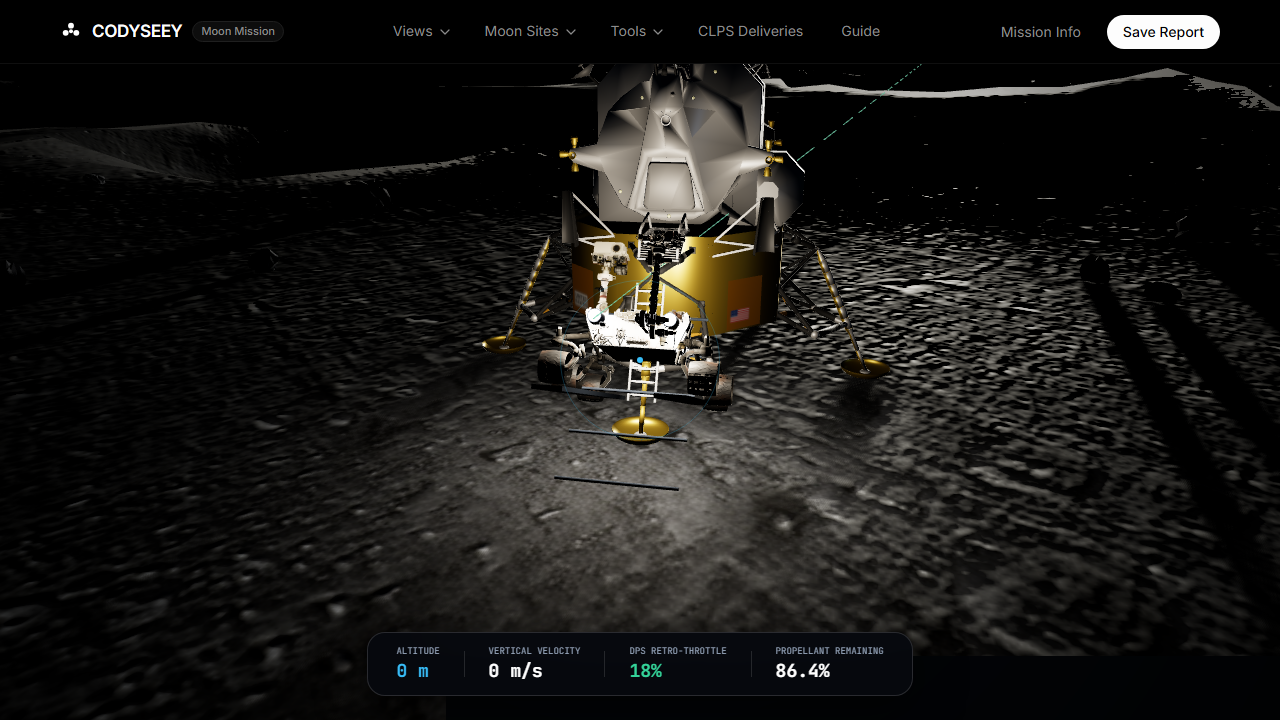 CODYSEEY
Moon Mission
Views
Moon Sites
Tools
CLPS Deliveries
Guide
Mission Info
Save Report
ALTITUDE
0 m
VERTICAL VELOCITY
0 m/s
DPS RETRO-THROTTLE
18%
PROPELLANT REMAINING
86.4%